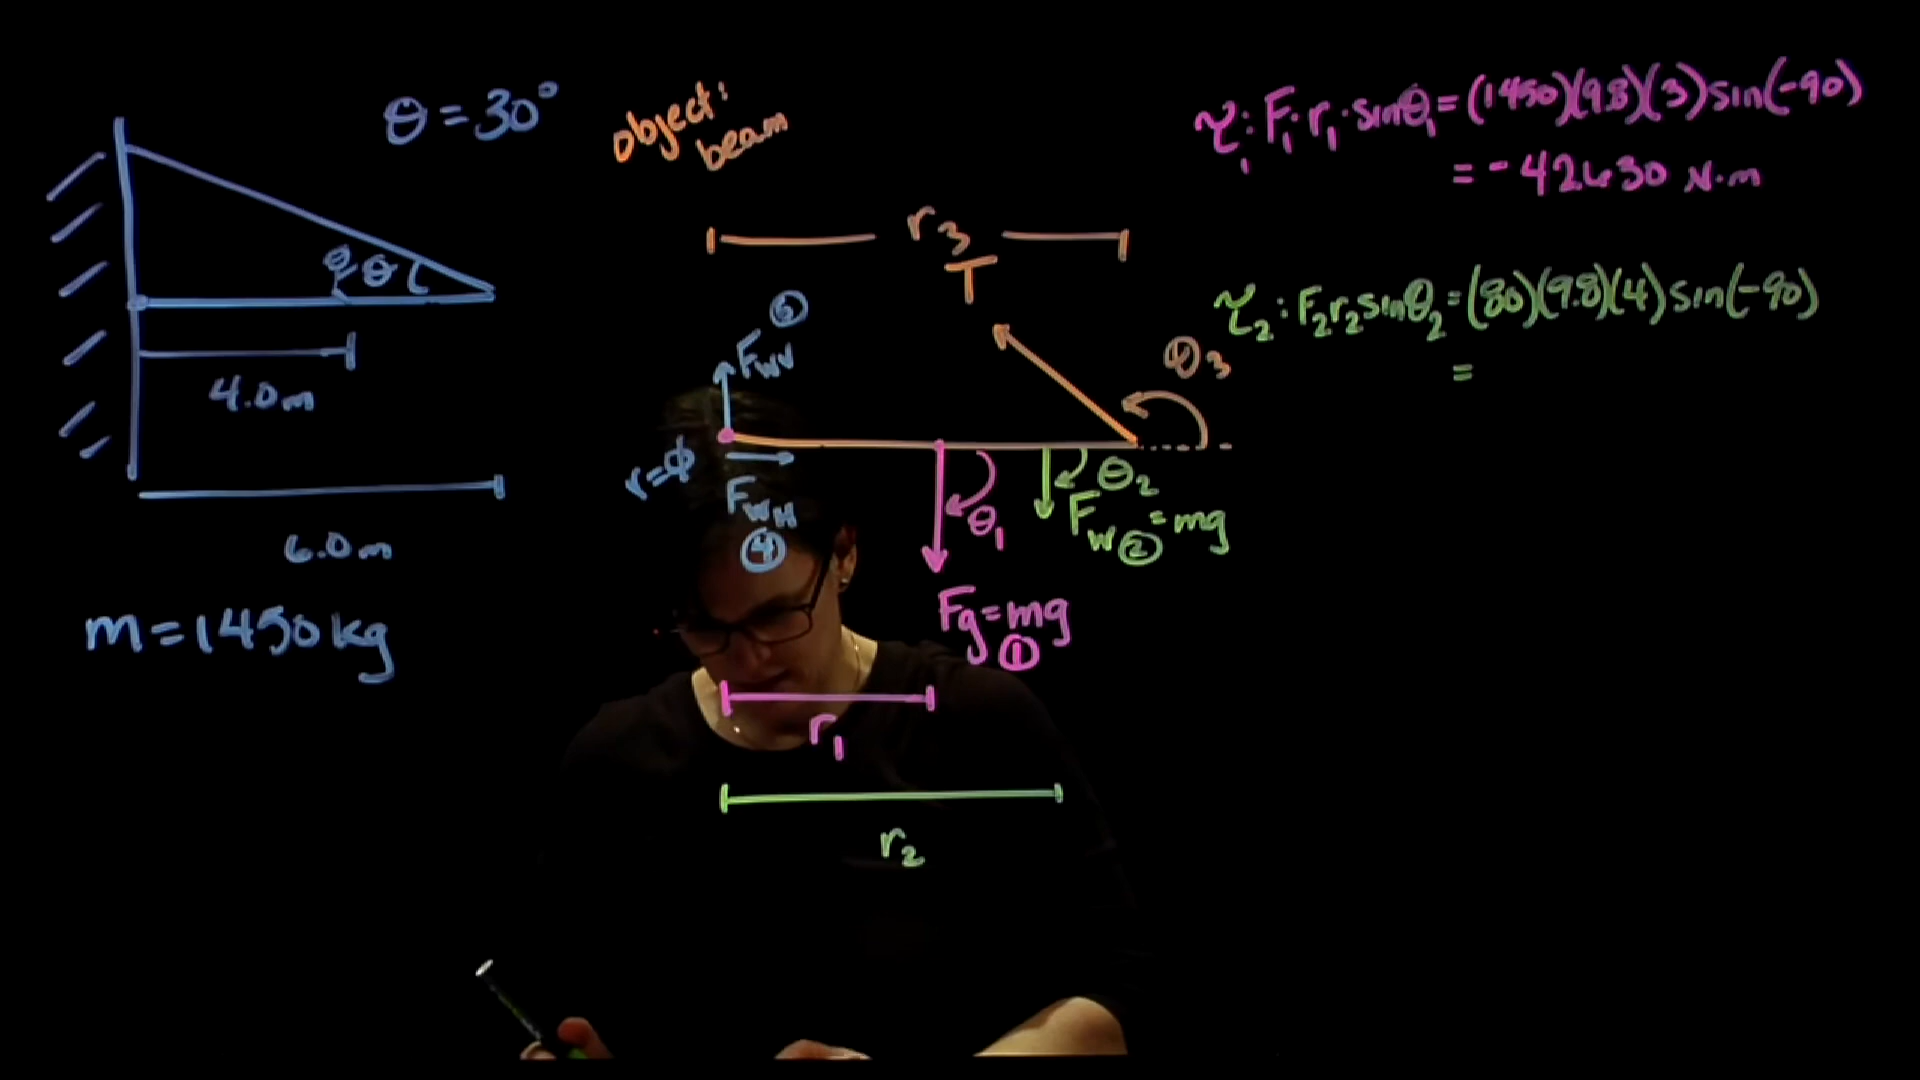 θ = 30°
θ
4.0m
6.0m
m = 1450 kg
object:
beam
r3
T
θ3
⑤
FWV
r=ϕ
FWH
④
θ1
θ2
FW② = mg
Fg = mg
①
r1
r2
τ1: F1·r1·sinθ1 = (1450)(9.8)(3)sin(-90)
= -42630 N·m
τ2: F2r2sinθ2 = (80)(9.8)(4)sin(-90)
=